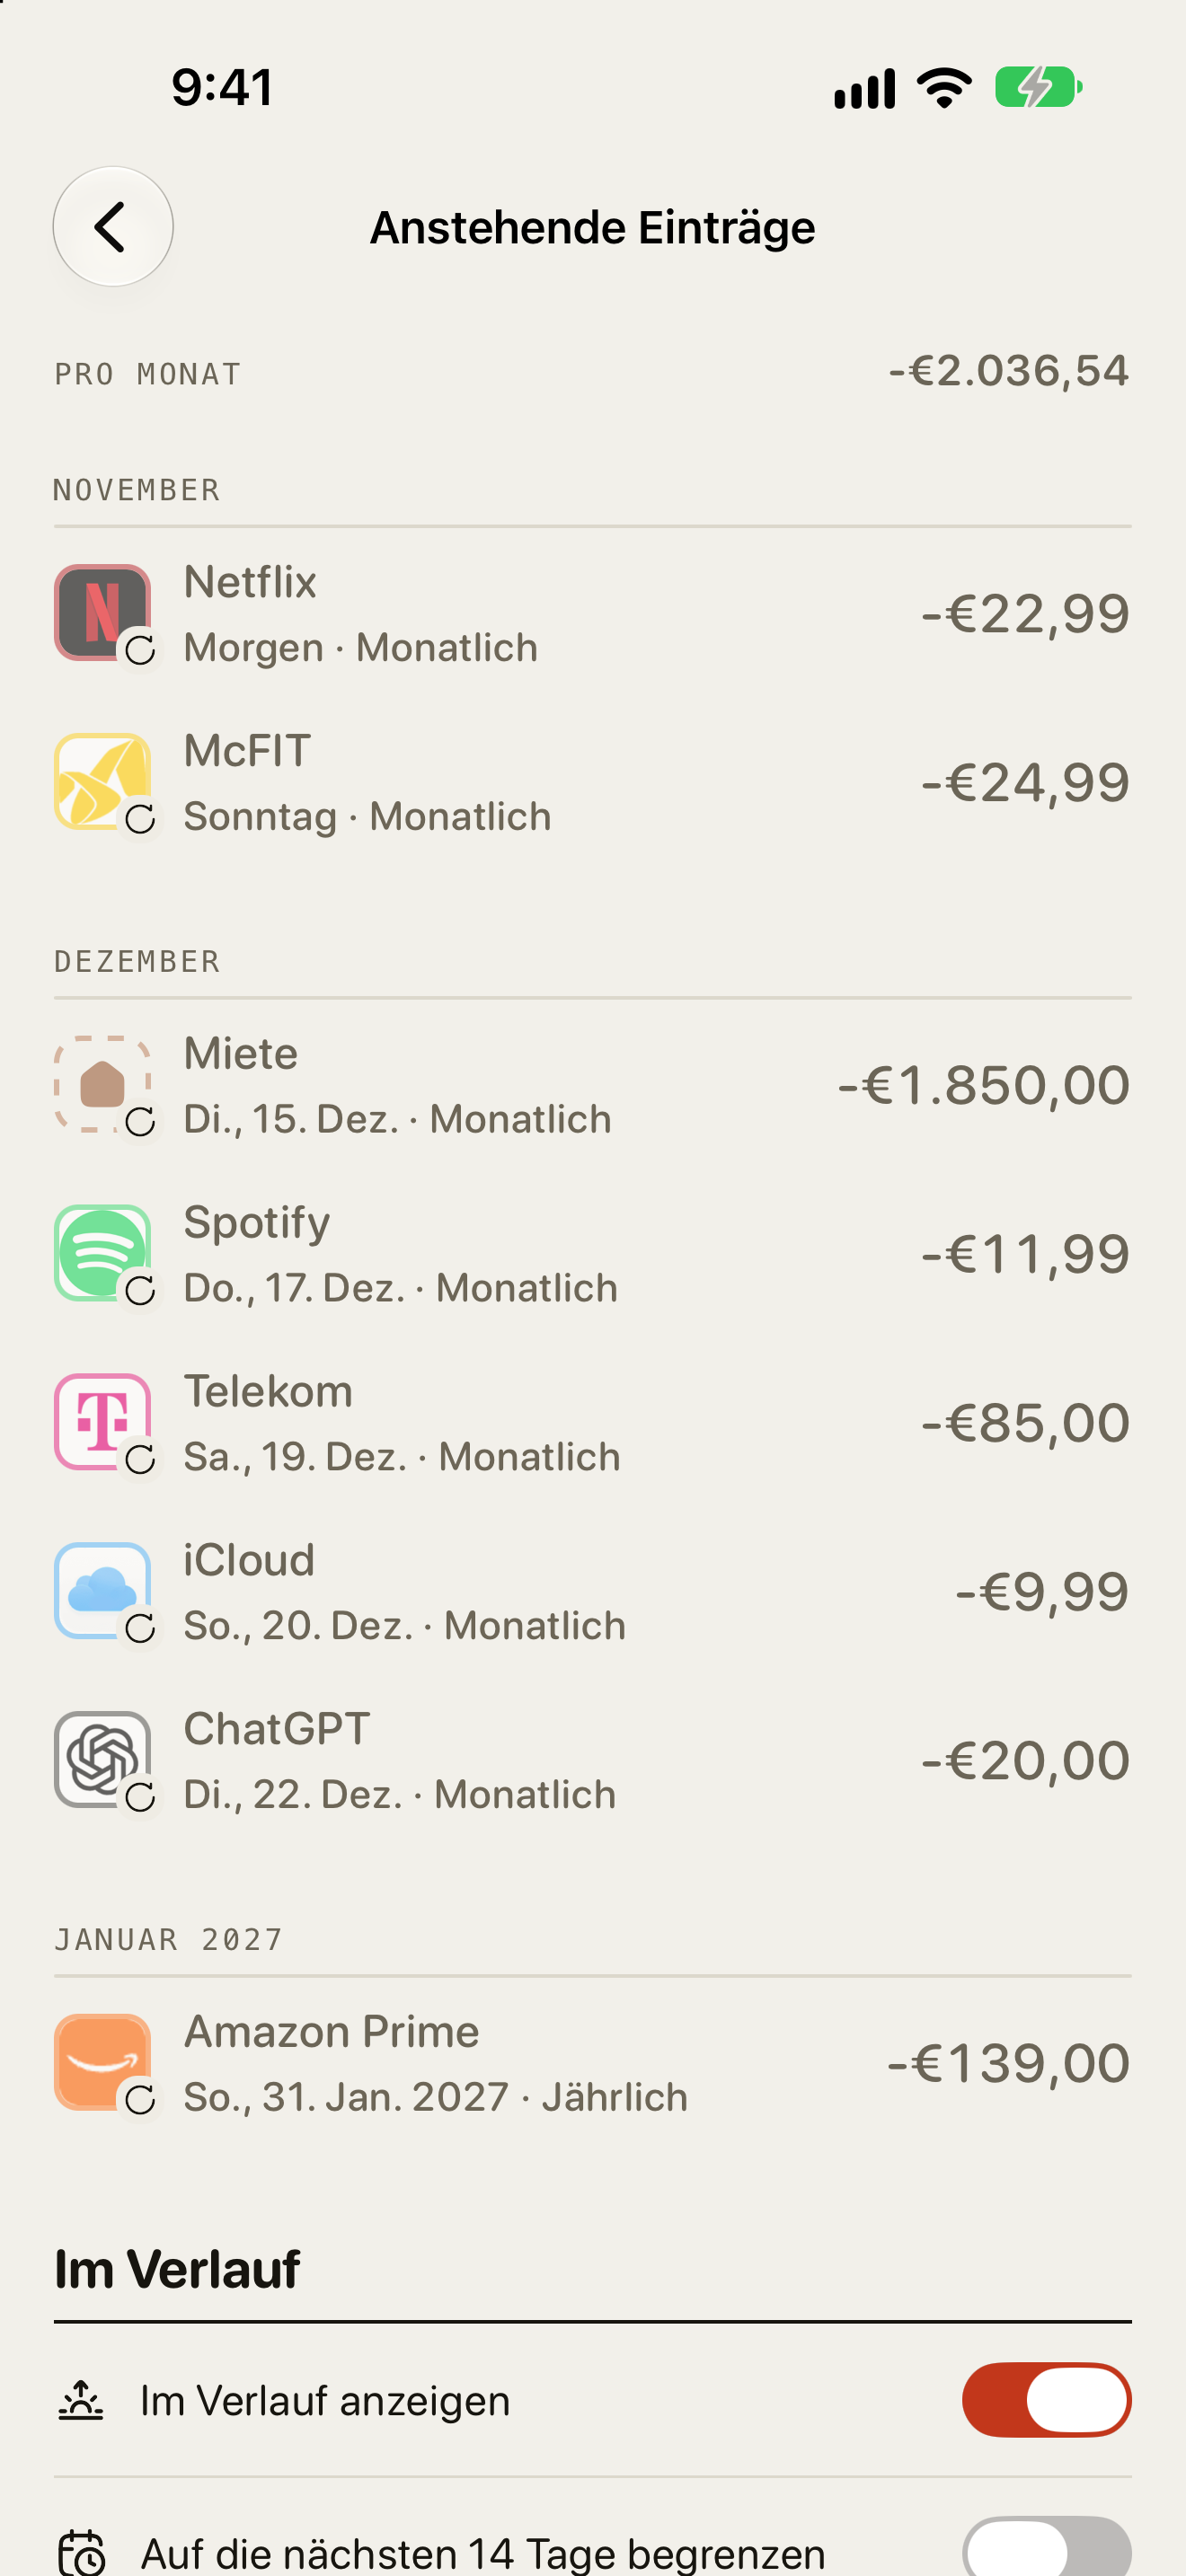 9:41
Anstehende Einträge
PRO MONAT -€2.036,54
NOVEMBER
Netflix
Morgen · Monatlich
-€22,99
McFIT
Sonntag · Monatlich
-€24,99
DEZEMBER
Miete
Di., 15. Dez. · Monatlich
-€1.850,00
Spotify
Do., 17. Dez. · Monatlich
-€11,99
Telekom
Sa., 19. Dez. · Monatlich
-€85,00
iCloud
So., 20. Dez. · Monatlich
-€9,99
ChatGPT
Di., 22. Dez. · Monatlich
-€20,00
JANUAR 2027
Amazon Prime
So., 31. Jan. 2027 · Jährlich
-€139,00
Im Verlauf
Im Verlauf anzeigen
Auf die nächsten 14 Tage begrenzen